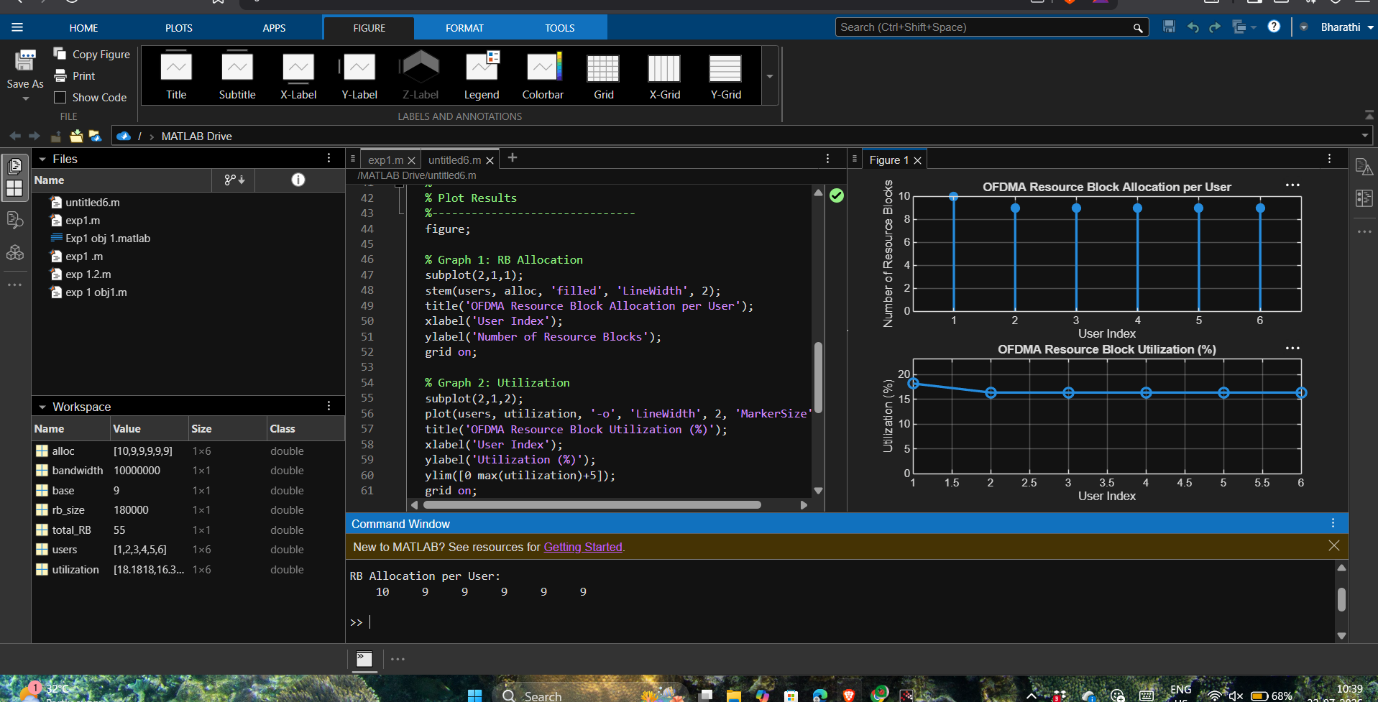 HOME PLOTS APPS FIGURE FORMAT TOOLS Search (Ctrl+Shift+Space) Bharathi
Save As
Copy Figure
Print
Show Code
Title Subtitle X-Label Y-Label Z-Label Legend Colorbar Grid X-Grid Y-Grid
FILE LABELS AND ANNOTATIONS
/ > MATLAB Drive
Files
Name
untitled6.m
exp1.m
Exp1 obj 1.matlab
exp1 .m
exp 1.2.m
exp 1 obj1.m
Workspace
Name Value Size Class
alloc [10,9,9,9,9,9] 1×6 double
bandwidth 10000000 1×1 double
base 9 1×1 double
rb_size 180000 1×1 double
total_RB 55 1×1 double
users [1,2,3,4,5,6] 1×6 double
utilization [18.1818,16.3... 1×6 double
exp1.m untitled6.m
/MATLAB Drive/untitled6.m
42 % Plot Results
43 %-------------------------------
44 figure;
45
46 % Graph 1: RB Allocation
47 subplot(2,1,1);
48 stem(users, alloc, 'filled', 'LineWidth', 2);
49 title('OFDMA Resource Block Allocation per User');
50 xlabel('User Index');
51 ylabel('Number of Resource Blocks');
52 grid on;
53
54 % Graph 2: Utilization
55 subplot(2,1,2);
56 plot(users, utilization, '-o', 'LineWidth', 2, 'MarkerSize'
57 title('OFDMA Resource Block Utilization (%)');
58 xlabel('User Index');
59 ylabel('Utilization (%)');
60 ylim([0 max(utilization)+5]);
61 grid on;
Figure 1
OFDMA Resource Block Allocation per User
Number of Resource Blocks
10
8
6
4
2
0
1 2 3 4 5 6
User Index
OFDMA Resource Block Utilization (%)
Utilization (%)
20
15
10
5
0
1 1.5 2 2.5 3 3.5 4 4.5 5 5.5 6
User Index
Command Window
New to MATLAB? See resources for Getting Started.
RB Allocation per User:
10 9 9 9 9 9
>>
1
Search
ENG
68%
10:39